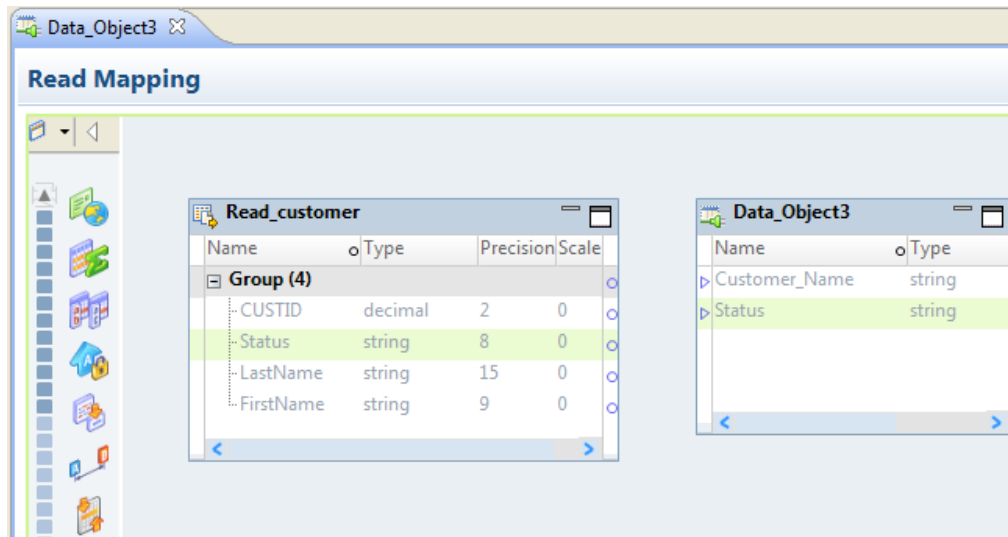 Data_Object3
Read Mapping
Read_customer
Name Type Precision Scale
Group (4)
CUSTID decimal 2 0
Status string 8 0
LastName string 15 0
FirstName string 9 0
Data_Object3
Name Type
Customer_Name string
Status string